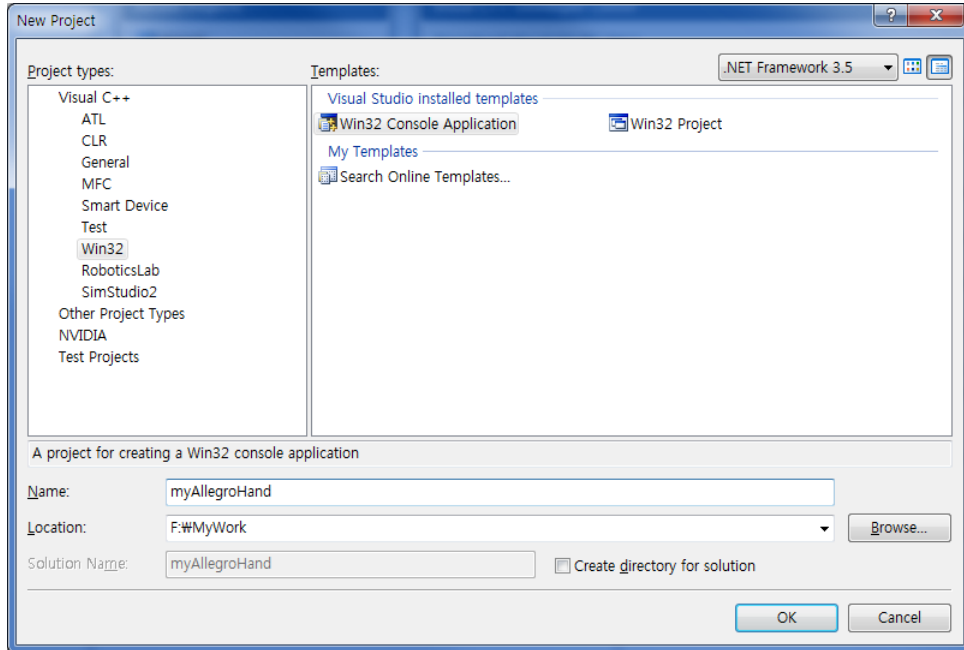 New Project
Project types:
Templates:
.NET Framework 3.5
Visual C++
ATL
CLR
General
MFC
Smart Device
Test
Win32
RoboticsLab
SimStudio2
Other Project Types
NVIDIA
Test Projects
Visual Studio installed templates
Win32 Console Application
Win32 Project
My Templates
Search Online Templates...
A project for creating a Win32 console application
Name:
myAllegroHand
Location:
F:₩MyWork
Browse...
Solution Name:
myAllegroHand
Create directory for solution
OK
Cancel